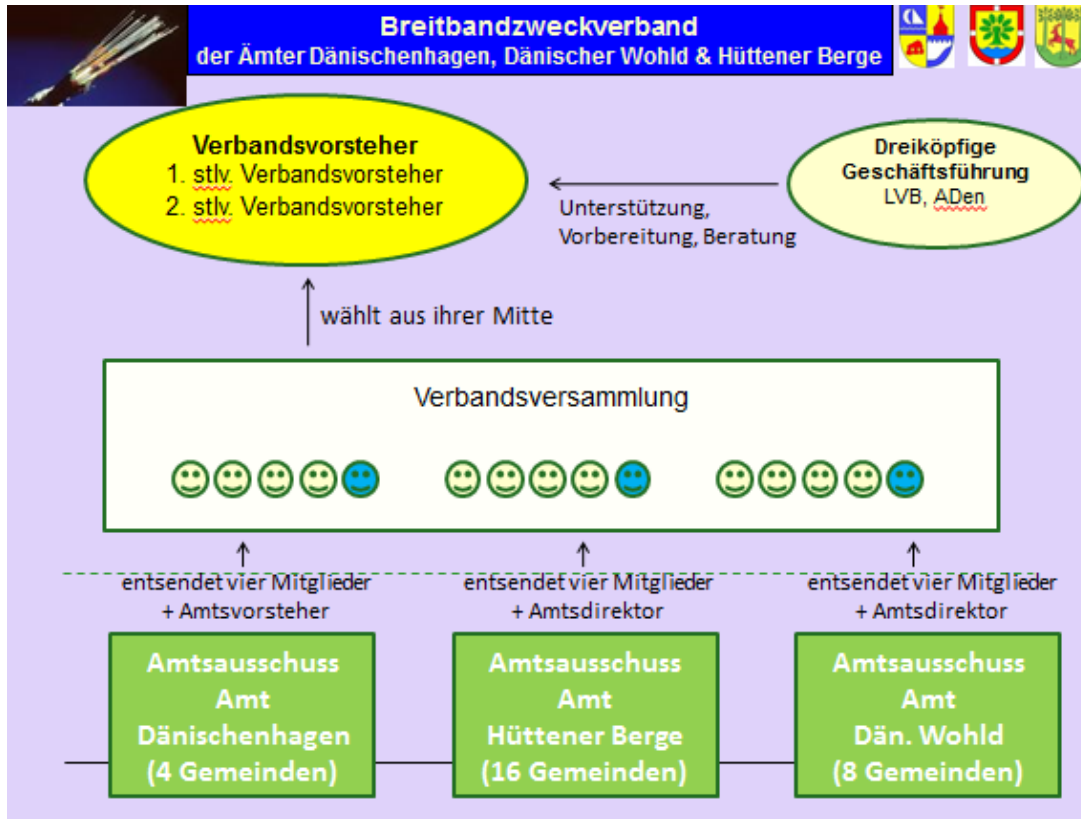 Breitbandzweckverband
der Ämter Dänischenhagen, Dänischer Wohld & Hüttener Berge
Verbandsvorsteher
1. stlv. Verbandsvorsteher
2. stlv. Verbandsvorsteher
Dreiköpfige
Geschäftsführung
LVB, ADen
Unterstützung,
Vorbereitung, Beratung
wählt aus ihrer Mitte
Verbandsversammlung
entsendet vier Mitglieder
+ Amtsvorsteher
entsendet vier Mitglieder
+ Amtsdirektor
entsendet vier Mitglieder
+ Amtsdirektor
Amtsausschuss
Amt
Dänischenhagen
(4 Gemeinden)
Amtsausschuss
Amt
Hüttener Berge
(16 Gemeinden)
Amtsausschuss
Amt
Dän. Wohld
(8 Gemeinden)